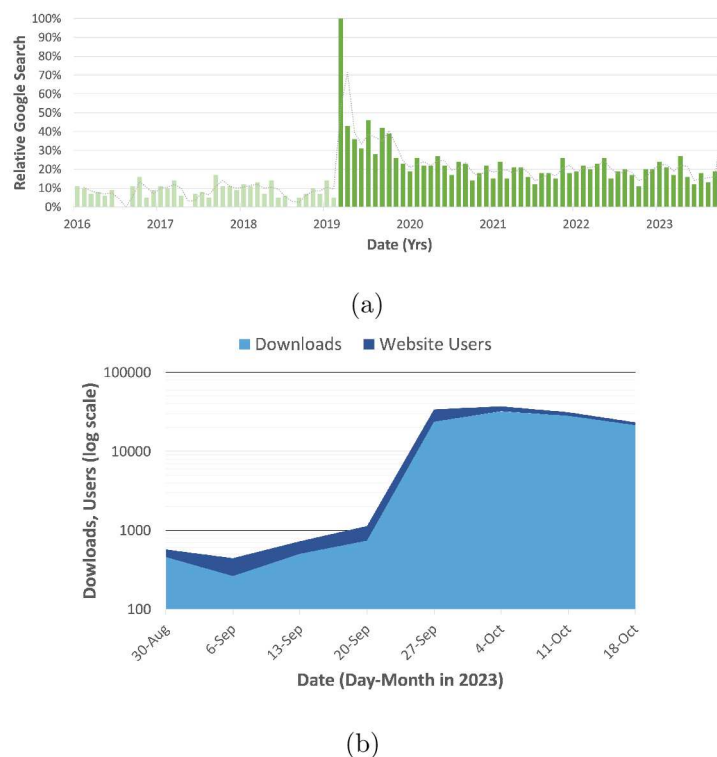 100%
90%
80%
70%
60%
50%
40%
30%
20%
10%
0%
Relative Google Search
2016 2017 2018 2019 2020 2021 2022 2023
Date (Yrs)
(a)
Downloads Website Users
100000
10000
1000
100
Dowloads, Users (log scale)
30-Aug 6-Sep 13-Sep 20-Sep 27-Sep 4-Oct 11-Oct 18-Oct
Date (Day-Month in 2023)
(b)